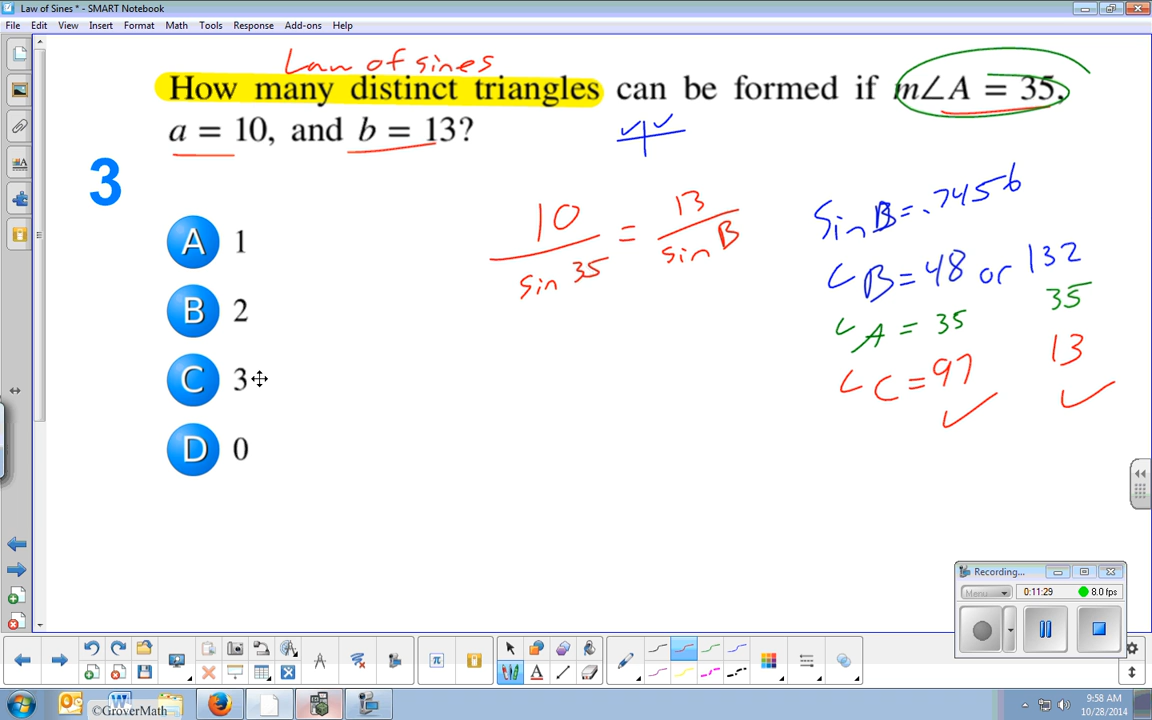 Law of Sines * - SMART Notebook
File Edit View Insert Format Math Tools Response Add-ons Help
Law of sines
How many distinct triangles can be formed if m∠A = 35,
a = 10, and b = 13?
3
A 1
B 2
C 3
D 0
10/sin 35 = 13/sin B
sin B = .7456
∠B = 48 or 132
∠A = 35 35
∠C = 97 13
Recording...
Menu
0:11:29 8.0 fps
©GroverMath
9:58 AM
10/28/2014